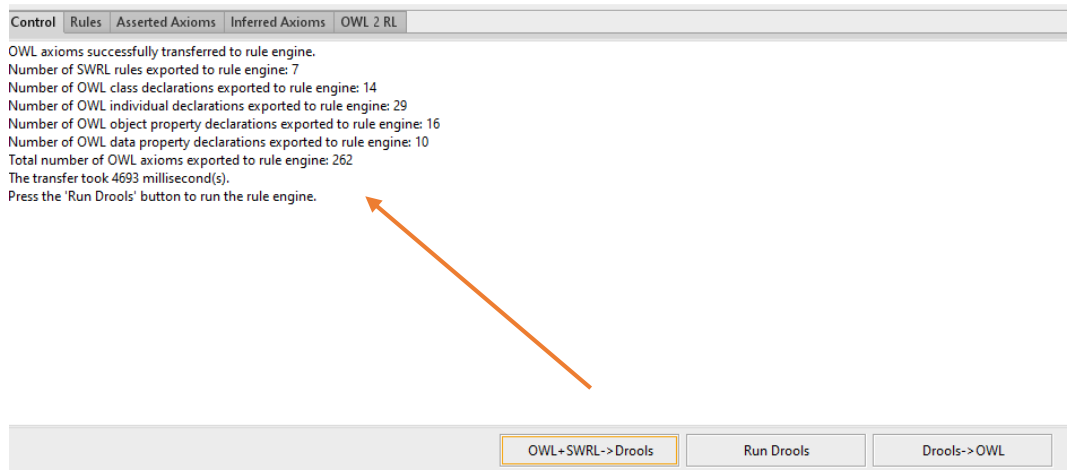 Control Rules Asserted Axioms Inferred Axioms OWL 2 RL
OWL axioms successfully transferred to rule engine.
Number of SWRL rules exported to rule engine: 7
Number of OWL class declarations exported to rule engine: 14
Number of OWL individual declarations exported to rule engine: 29
Number of OWL object property declarations exported to rule engine: 16
Number of OWL data property declarations exported to rule engine: 10
Total number of OWL axioms exported to rule engine: 262
The transfer took 4693 millisecond(s).
Press the 'Run Drools' button to run the rule engine.
OWL+SWRL->Drools Run Drools Drools->OWL